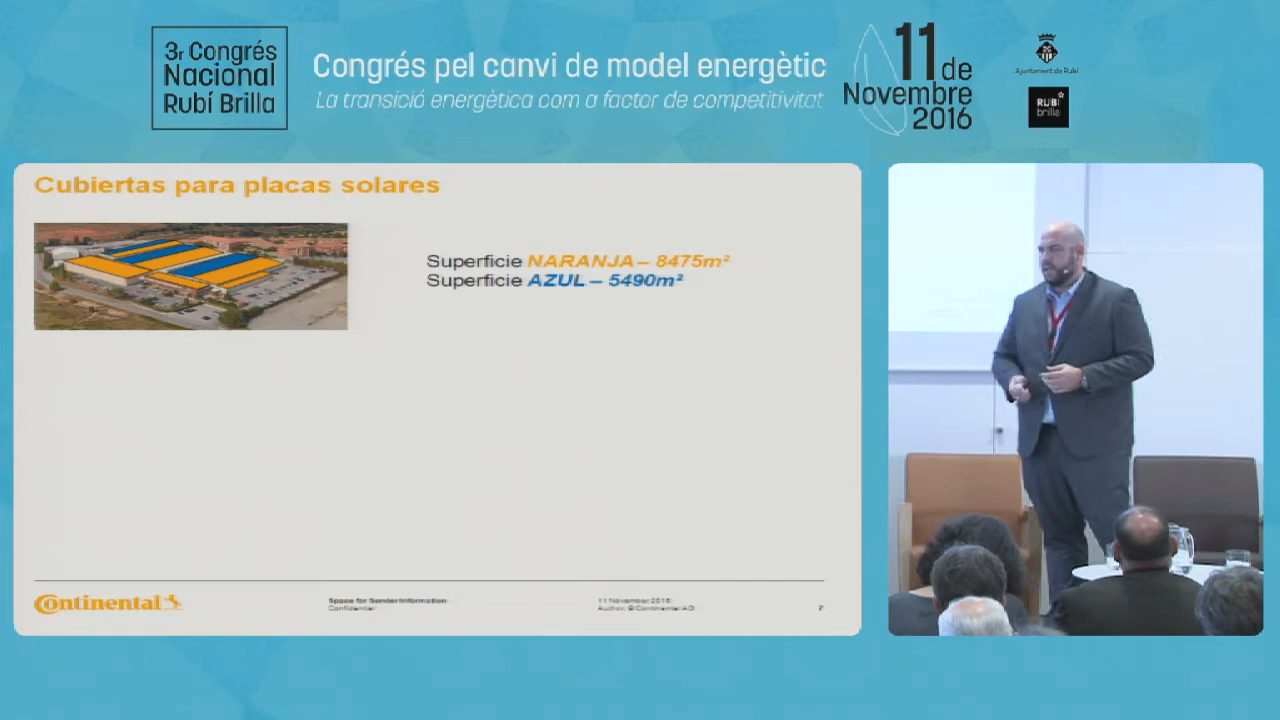 3r Congrés
Nacional
Rubí Brilla
Congrés pel canvi de model energètic
La transició energètica com a factor de competitivitat
11 de
Novembre
2016
Ajuntament de Rubí
RUBÍ
brilla
Cubiertas para placas solares
Superficie NARANJA – 8475m²
Superficie AZUL – 5490m²
Continental
Space for Sender Information
Confidential
11 November 2016
Author, © Continental AG
2